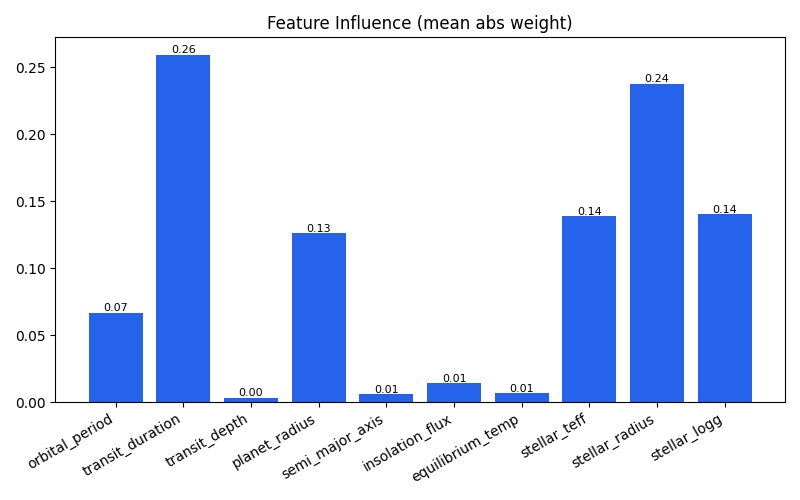 Feature Influence (mean abs weight)
0.25
0.20
0.15
0.10
0.05
0.00
0.07
0.26
0.00
0.13
0.01
0.01
0.01
0.14
0.24
0.14
orbital_period
transit_duration
transit_depth
planet_radius
semi_major_axis
insolation_flux
equilibrium_temp
stellar_teff
stellar_radius
stellar_logg